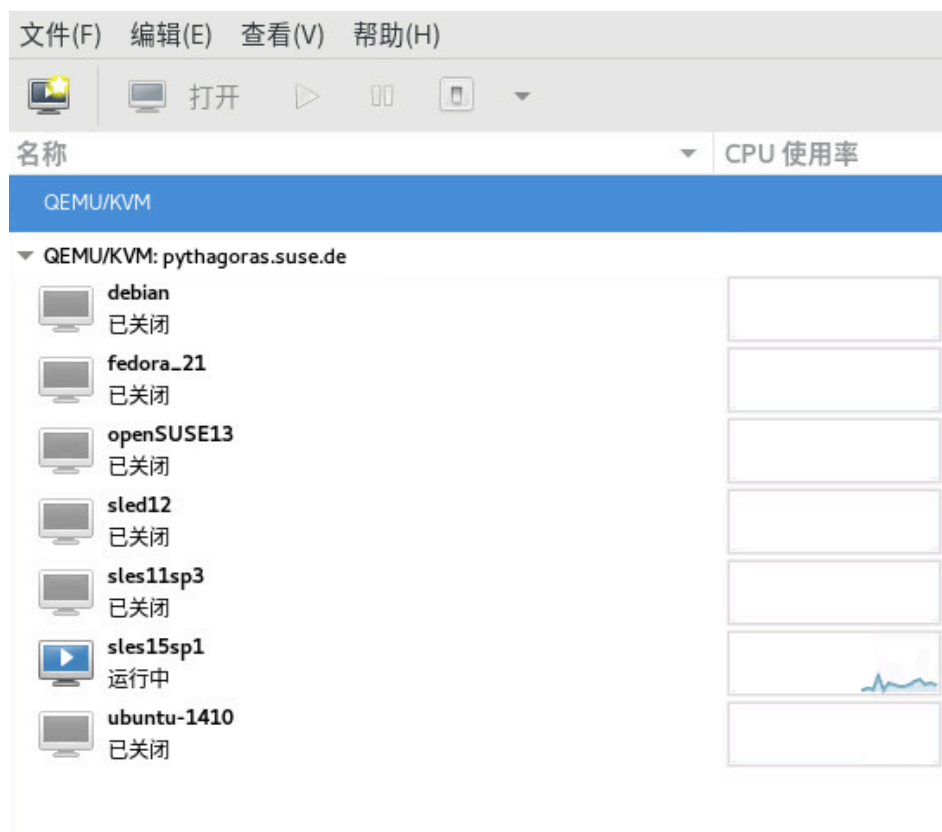 文件(F) 编辑(E) 查看(V) 帮助(H)
打开
名称 CPU 使用率
QEMU/KVM
QEMU/KVM: pythagoras.suse.de
debian
已关闭
fedora_21
已关闭
openSUSE13
已关闭
sled12
已关闭
sles11sp3
已关闭
sles15sp1
运行中
ubuntu-1410
已关闭